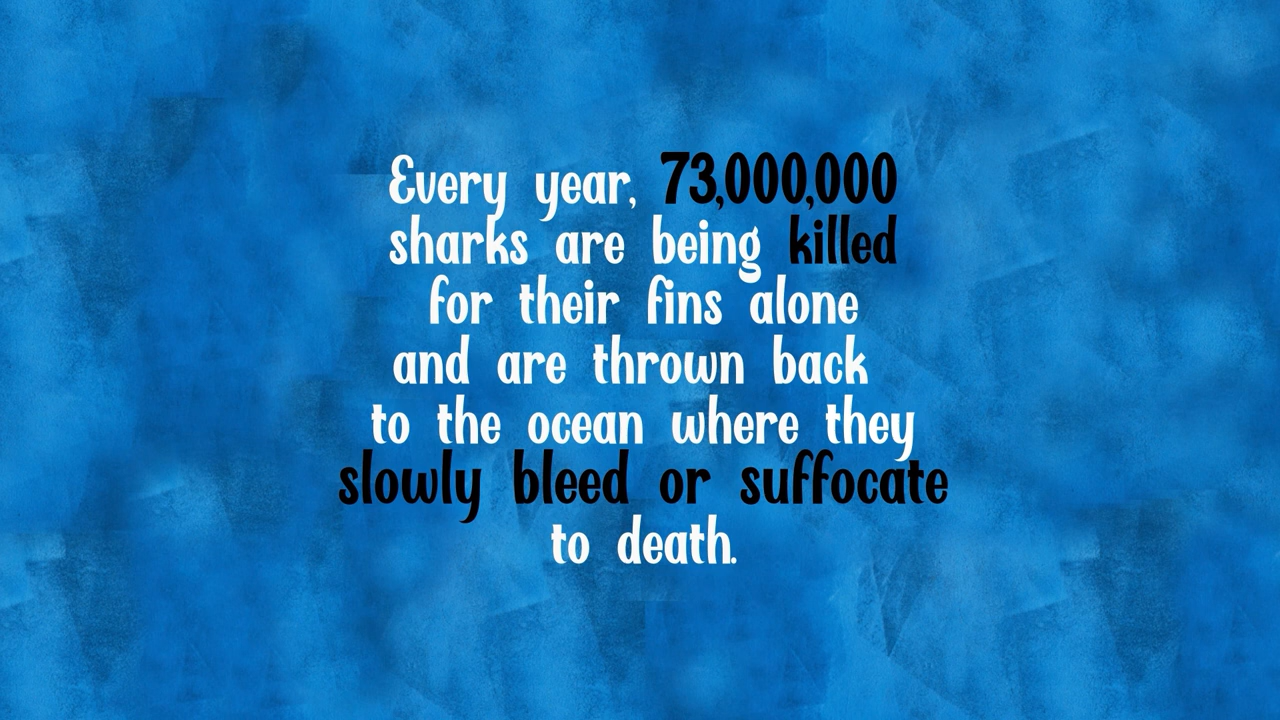 Every year, 73,000,000
sharks are being killed
for their fins alone
and are thrown back
to the ocean where they
slowly bleed or suffocate
to death.